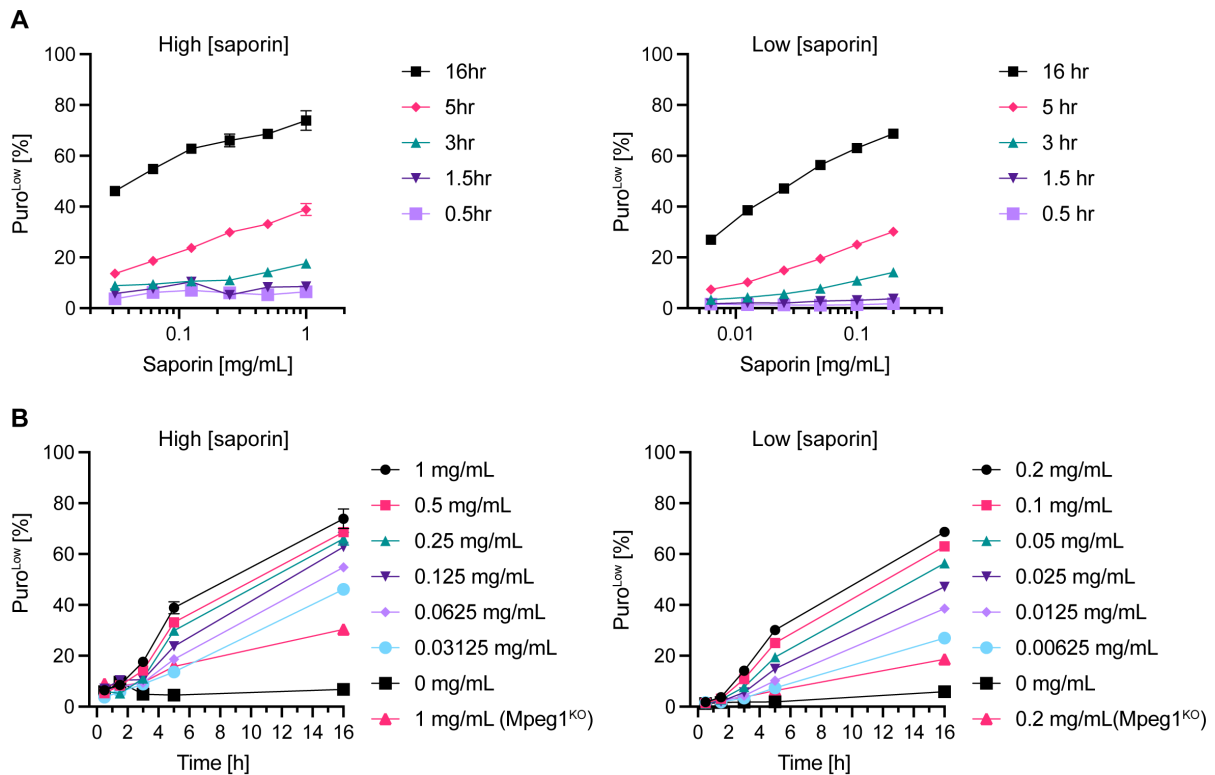 A
High [saporin]
100
80
60
40
20
0
Puro^Low [%]
0.1
1
Saporin [mg/mL]
16hr
5hr
3hr
1.5hr
0.5hr
Low [saporin]
100
80
60
40
20
0
Puro^Low [%]
0.01
0.1
Saporin [mg/mL]
16 hr
5 hr
3 hr
1.5 hr
0.5 hr
B
High [saporin]
100
80
60
40
20
0
Puro^Low [%]
0 2 4 6 8 10 12 14 16
Time [h]
1 mg/mL
0.5 mg/mL
0.25 mg/mL
0.125 mg/mL
0.0625 mg/mL
0.03125 mg/mL
0 mg/mL
1 mg/mL (Mpeg1^KO)
Low [saporin]
100
80
60
40
20
0
Puro^Low [%]
0 2 4 6 8 10 12 14 16
Time [h]
0.2 mg/mL
0.1 mg/mL
0.05 mg/mL
0.025 mg/mL
0.0125 mg/mL
0.00625 mg/mL
0 mg/mL
0.2 mg/mL(Mpeg1^KO)